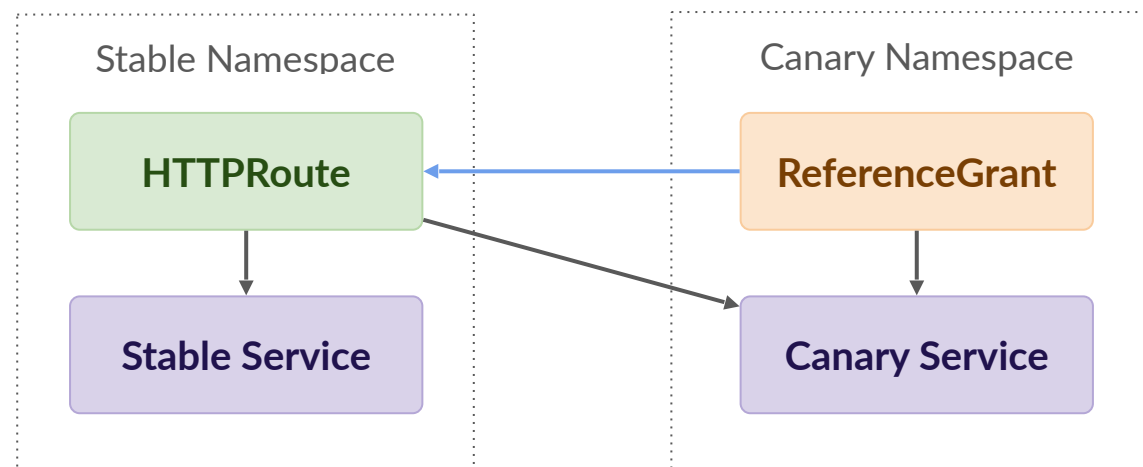 Stable Namespace
Canary Namespace
HTTPRoute
ReferenceGrant
Stable Service
Canary Service